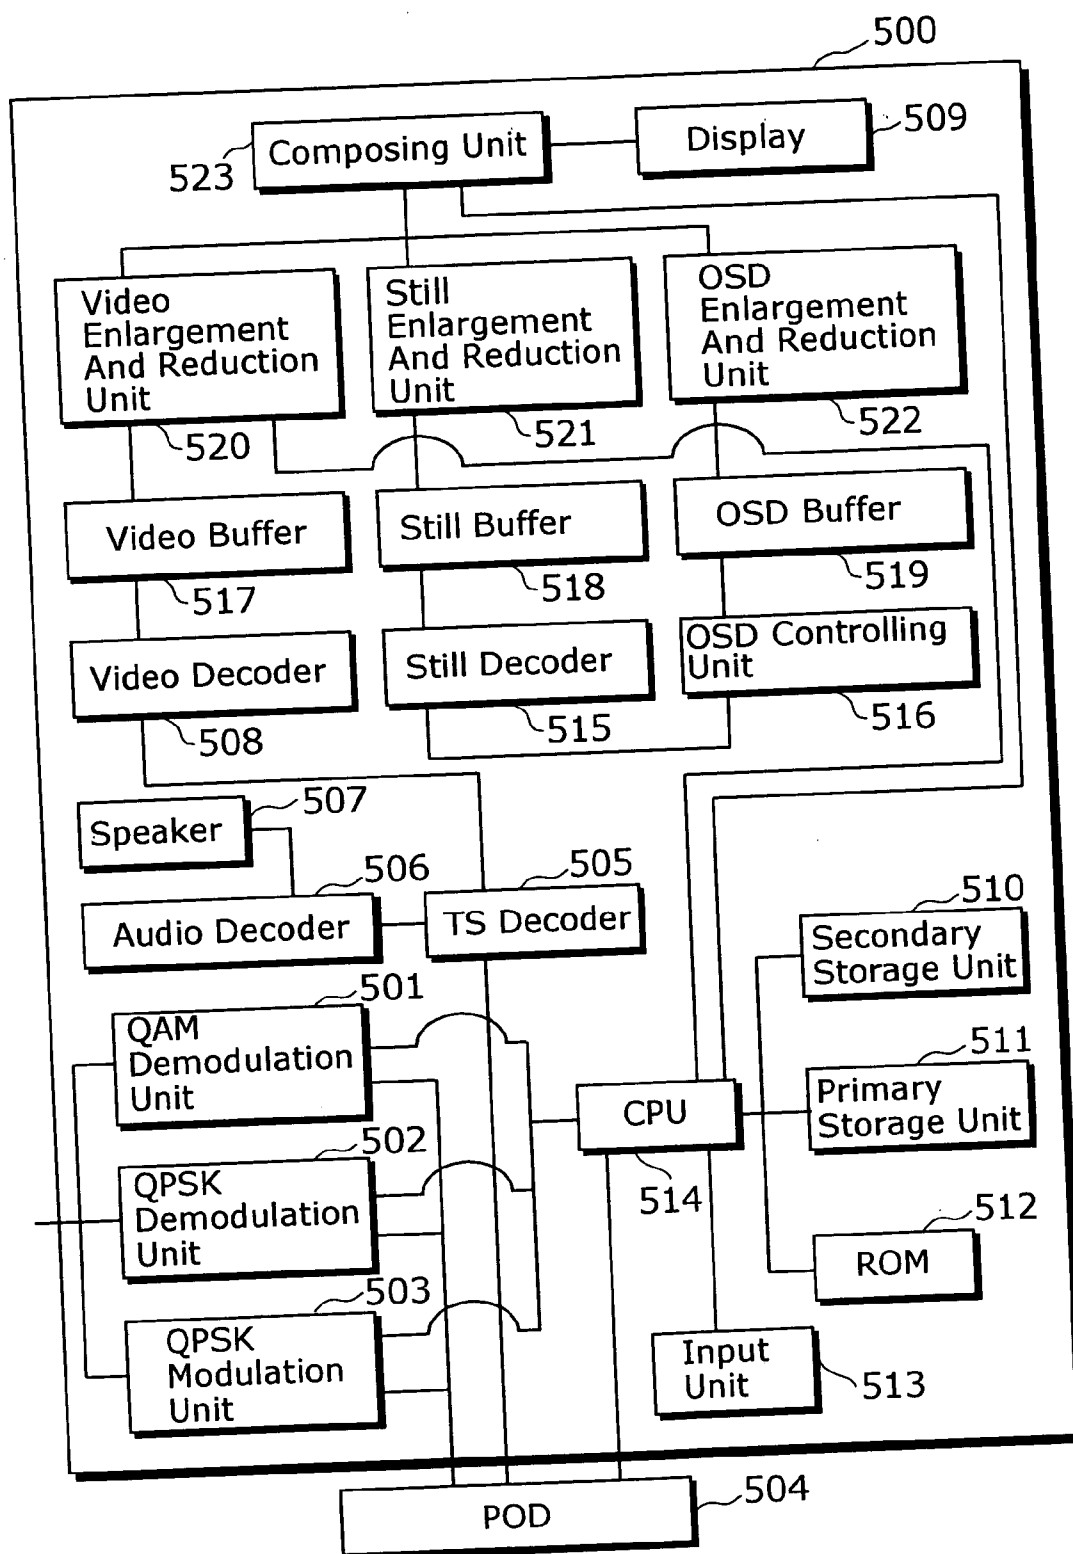 500
Composing Unit
523
Display
509
Video
Enlargement
And Reduction
Unit
520
Still
Enlargement
And Reduction
Unit
521
OSD
Enlargement
And Reduction
Unit
522
Video Buffer
517
Still Buffer
518
OSD Buffer
519
Video Decoder
508
Still Decoder
515
OSD Controlling
Unit
516
Speaker
507
Audio Decoder
506
TS Decoder
505
Secondary
Storage Unit
510
QAM
Demodulation
Unit
501
CPU
514
Primary
Storage Unit
511
QPSK
Demodulation
Unit
502
ROM
512
QPSK
Modulation
Unit
503
Input
Unit
513
POD
504